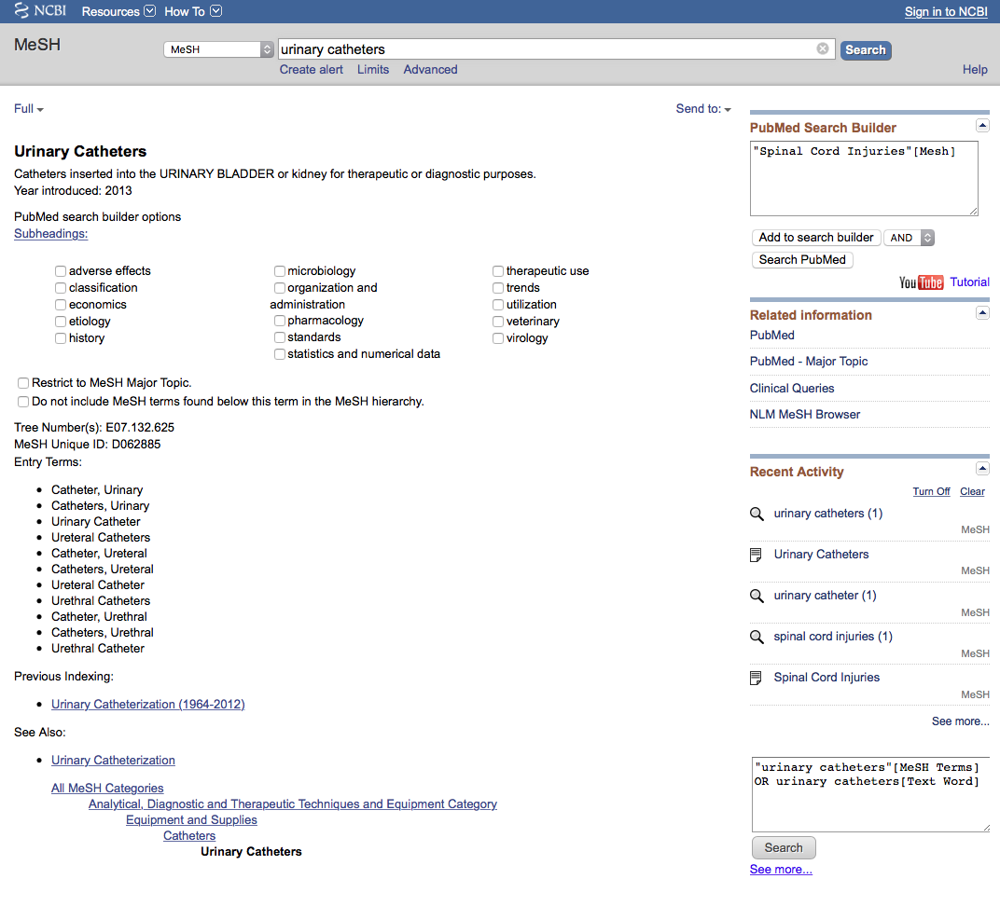 NCBI Resources How To Sign in to NCBI
MeSH
MeSH urinary catheters Search
Create alert Limits Advanced Help
Full Send to:
Urinary Catheters
Catheters inserted into the URINARY BLADDER or kidney for therapeutic or diagnostic purposes.
Year introduced: 2013
PubMed search builder options
Subheadings:
adverse effects
classification
economics
etiology
history
microbiology
organization and
administration
pharmacology
standards
statistics and numerical data
therapeutic use
trends
utilization
veterinary
virology
Restrict to MeSH Major Topic.
Do not include MeSH terms found below this term in the MeSH hierarchy.
Tree Number(s): E07.132.625
MeSH Unique ID: D062885
Entry Terms:
• Catheter, Urinary
• Catheters, Urinary
• Urinary Catheter
• Ureteral Catheters
• Catheter, Ureteral
• Catheters, Ureteral
• Ureteral Catheter
• Urethral Catheters
• Catheter, Urethral
• Catheters, Urethral
• Urethral Catheter
Previous Indexing:
• Urinary Catheterization (1964-2012)
See Also:
• Urinary Catheterization
All MeSH Categories
Analytical, Diagnostic and Therapeutic Techniques and Equipment Category
Equipment and Supplies
Catheters
Urinary Catheters
PubMed Search Builder
"Spinal Cord Injuries"[Mesh]
Add to search builder AND
Search PubMed
YouTube Tutorial
Related information
PubMed
PubMed - Major Topic
Clinical Queries
NLM MeSH Browser
Recent Activity
Turn Off Clear
urinary catheters (1)
MeSH
Urinary Catheters
MeSH
urinary catheter (1)
MeSH
spinal cord injuries (1)
MeSH
Spinal Cord Injuries
MeSH
See more...
"urinary catheters"[MeSH Terms]
OR urinary catheters[Text Word]
Search
See more...